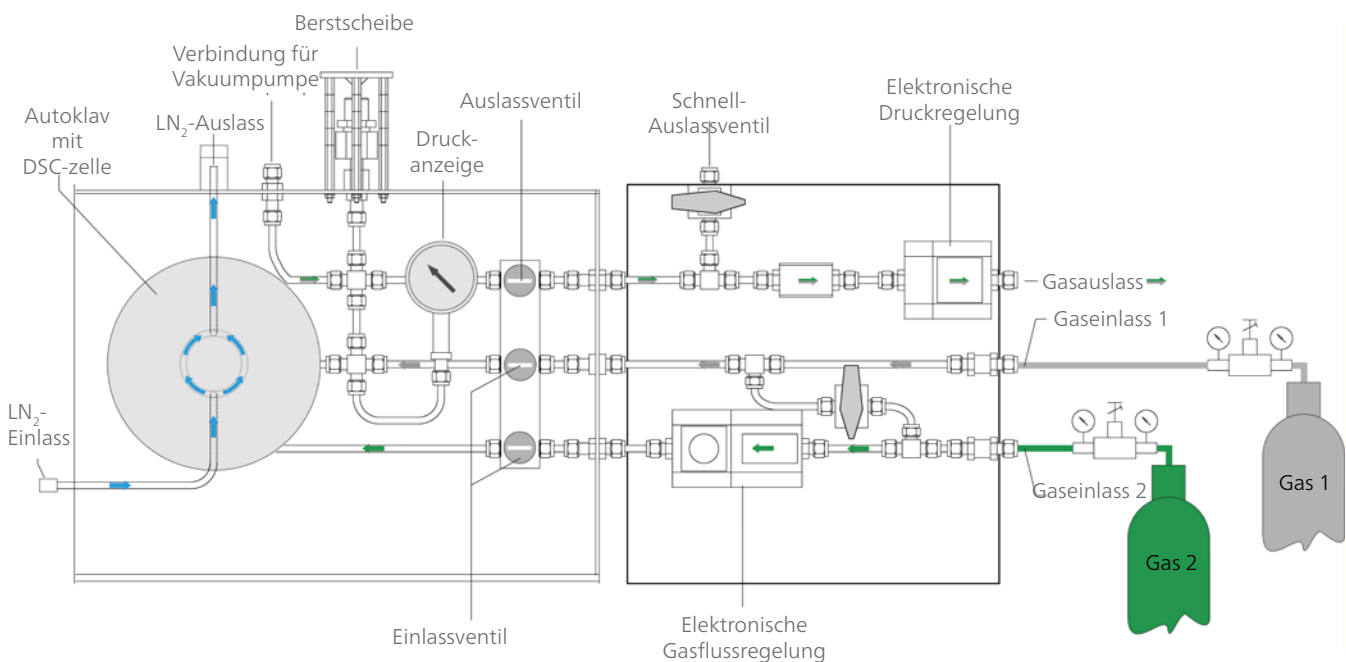 Berstscheibe
Verbindung für
Vakuumpumpe
Autoklav
mit
DSC-zelle
LN₂-Auslass
Auslassventil
Druck-
anzeige
Schnell-
Auslassventil
Elektronische
Druckregelung
Gasauslass
Gaseinlass 1
LN₂-
Einlass
Gaseinlass 2
Gas 1
Gas 2
Einlassventil
Elektronische
Gasflussregelung